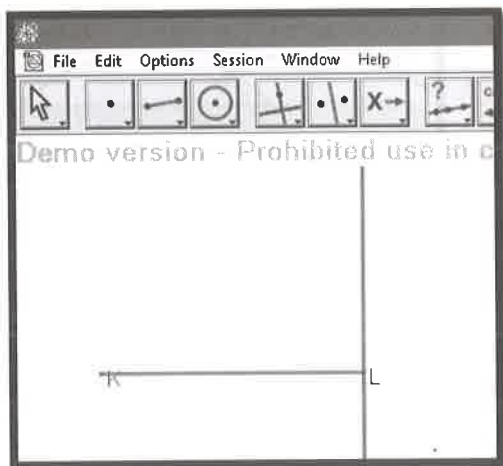 File Edit Options Session Window Help
X ?
Demo version - Prohibited use in c
K L